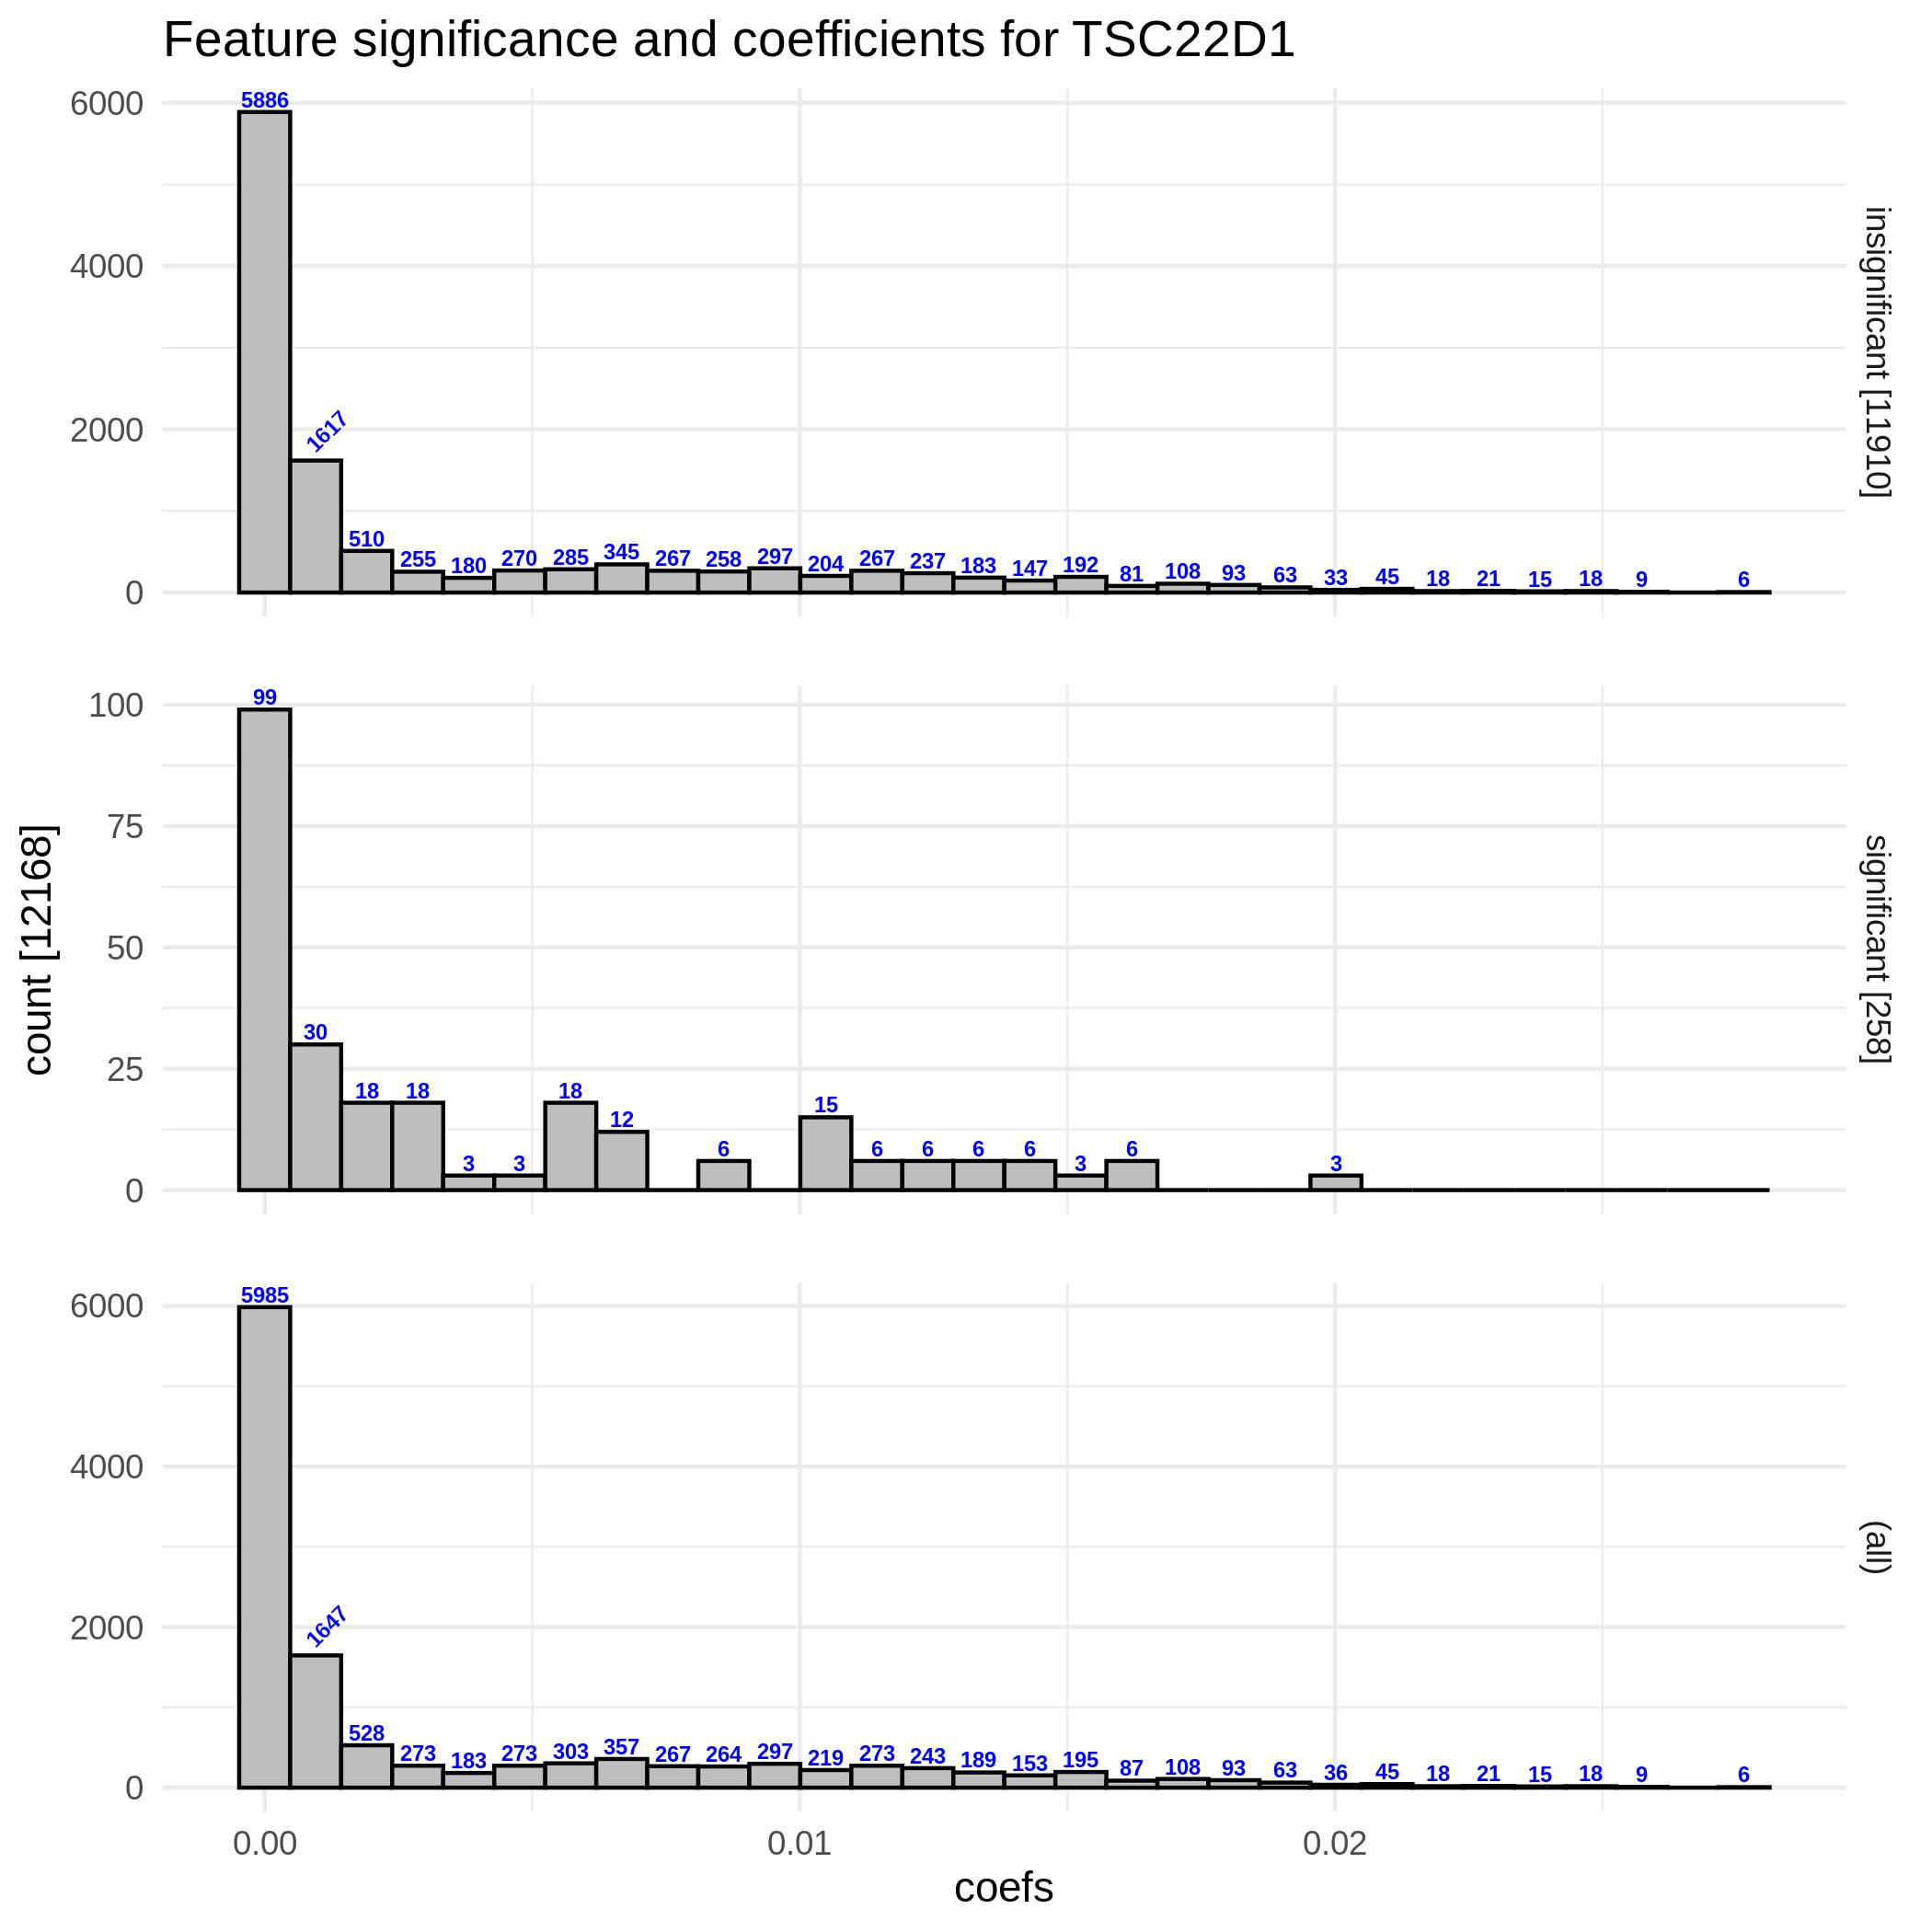 Feature significance and coefficients for TSC22D1
6000
4000
2000
0
5886
1617
510
255 180 270 285 345 267 258 297 204 267 237 183 147 192 81 108 93 63 33 45 18 21 15 18 9 6
insignificant [11910]
count [12168]
100
75
50
25
0
99
30
18 18 3 3 18 12 6 15 6 6 6 6 3 6 3
significant [258]
6000
4000
2000
0
5985
1647
528
273 183 273 303 357 267 264 297 219 273 243 189 153 195 87 108 93 63 36 45 18 21 15 18 9 6
(all)
0.00 0.01 0.02
coefs